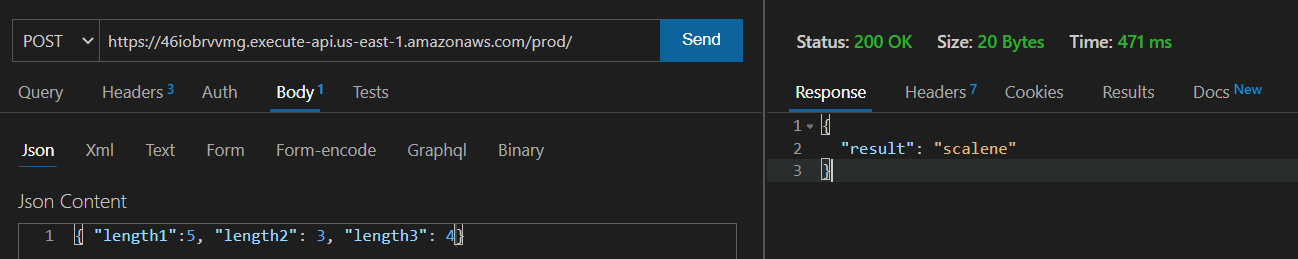 POST https://46iobrvvmg.execute-api.us-east-1.amazonaws.com/prod/ Send
Query Headers 3 Auth Body 1 Tests
Json Xml Text Form Form-encode Graphql Binary
Json Content
1 { "length1":5, "length2": 3, "length3": 4}
Status: 200 OK Size: 20 Bytes Time: 471 ms
Response Headers 7 Cookies Results Docs New
1 {
2 "result": "scalene"
3 }